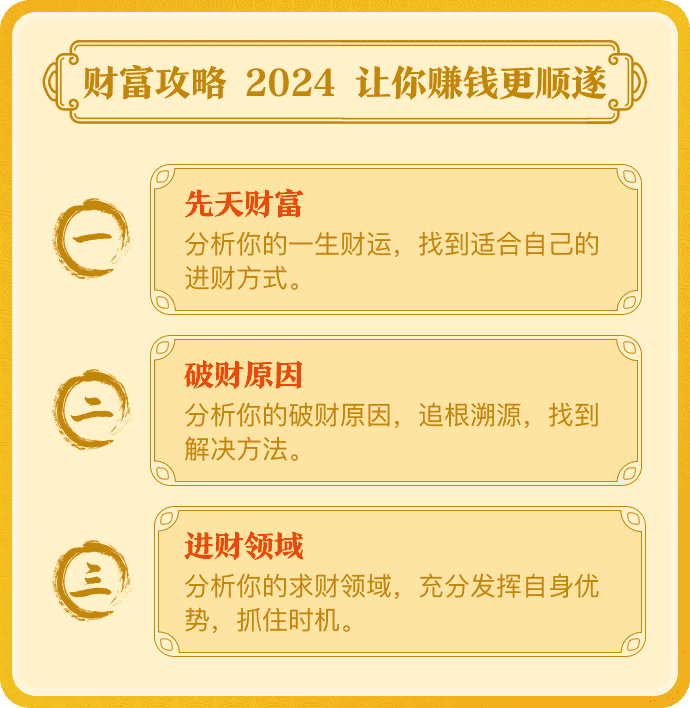 财富攻略 2024 让你赚钱更顺遂
一
先天财富
分析你的一生财运，找到适合自己的
进财方式。
二
破财原因
分析你的破财原因，追根溯源，找到
解决方法。
三
进财领域
分析你的求财领域，充分发挥自身优
势，抓住时机。